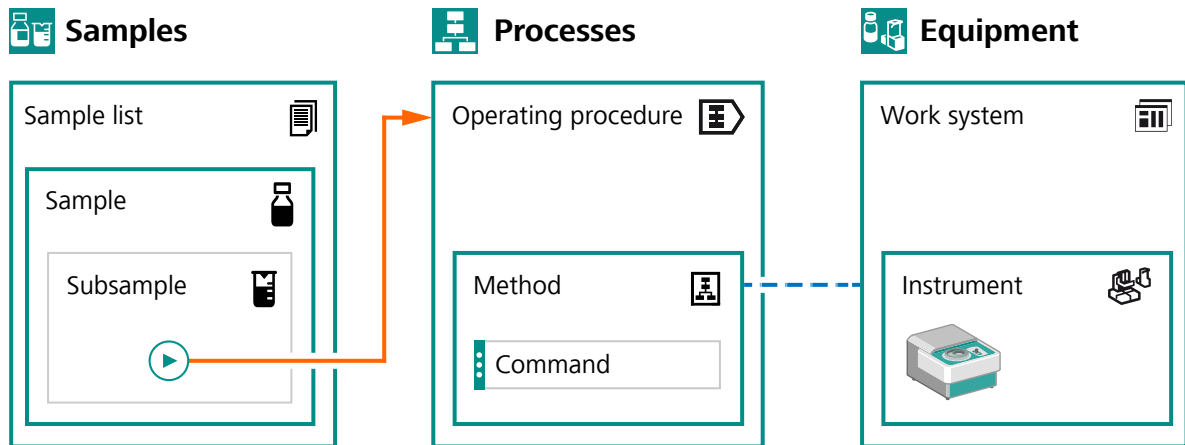 Samples
Processes
Equipment
Sample list
Operating procedure
Work system
Sample
Subsample
Method
Instrument
Command